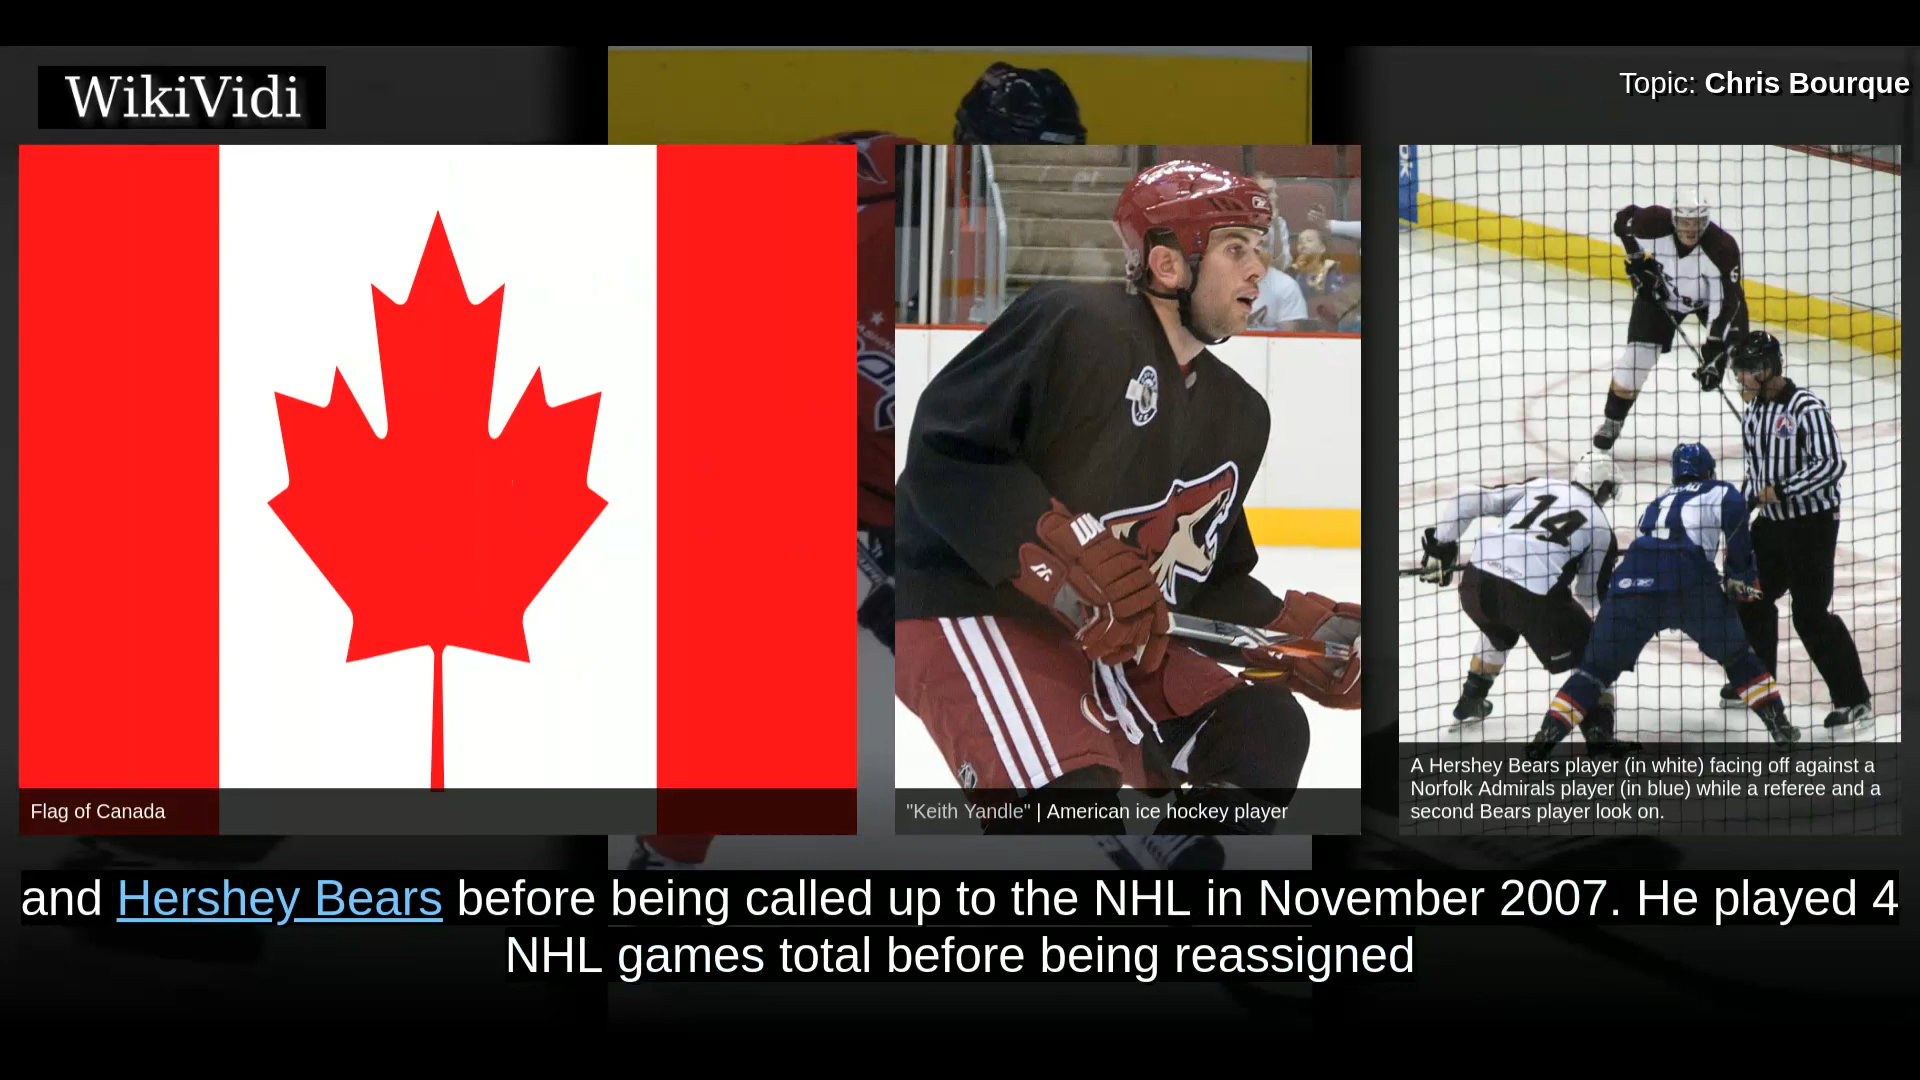 WikiVidi
Topic: Chris Bourque
14
Flag of Canada
"Keith Yandle" | American ice hockey player
A Hershey Bears player (in white) facing off against a
Norfolk Admirals player (in blue) while a referee and a
second Bears player look on.
and Hershey Bears before being called up to the NHL in November 2007. He played 4
NHL games total before being reassigned